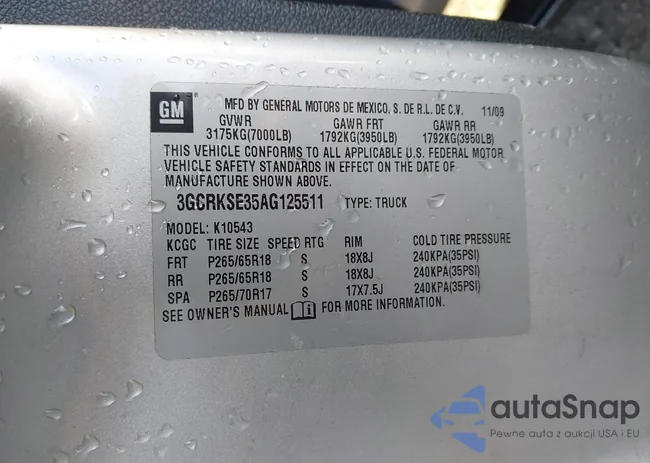 GM
MFD BY GENERAL MOTORS DE MEXICO, S. DE R.L. DE C.V. 11/09
GVWR GAWR FRT GAWR RR
3175KG(7000LB) 1792KG(3950LB) 1792KG(3950LB)
THIS VEHICLE CONFORMS TO ALL APPLICABLE U.S. FEDERAL MOTOR
VEHICLE SAFETY STANDARDS IN EFFECT ON THE DATE OF
MANUFACTURE SHOWN ABOVE.
3GCRKSE35AG125511 TYPE: TRUCK
MODEL: K10543
KCGC TIRE SIZE SPEED RTG RIM COLD TIRE PRESSURE
FRT P265/65R18 S 18X8J 240KPA(35PSI)
RR P265/65R18 S 18X8J 240KPA(35PSI)
SPA P265/70R17 S 17X7.5J 240KPA(35PSI)
SEE OWNER'S MANUAL FOR MORE INFORMATION.
autaSnap
Pewne auta z aukcji USA i EU